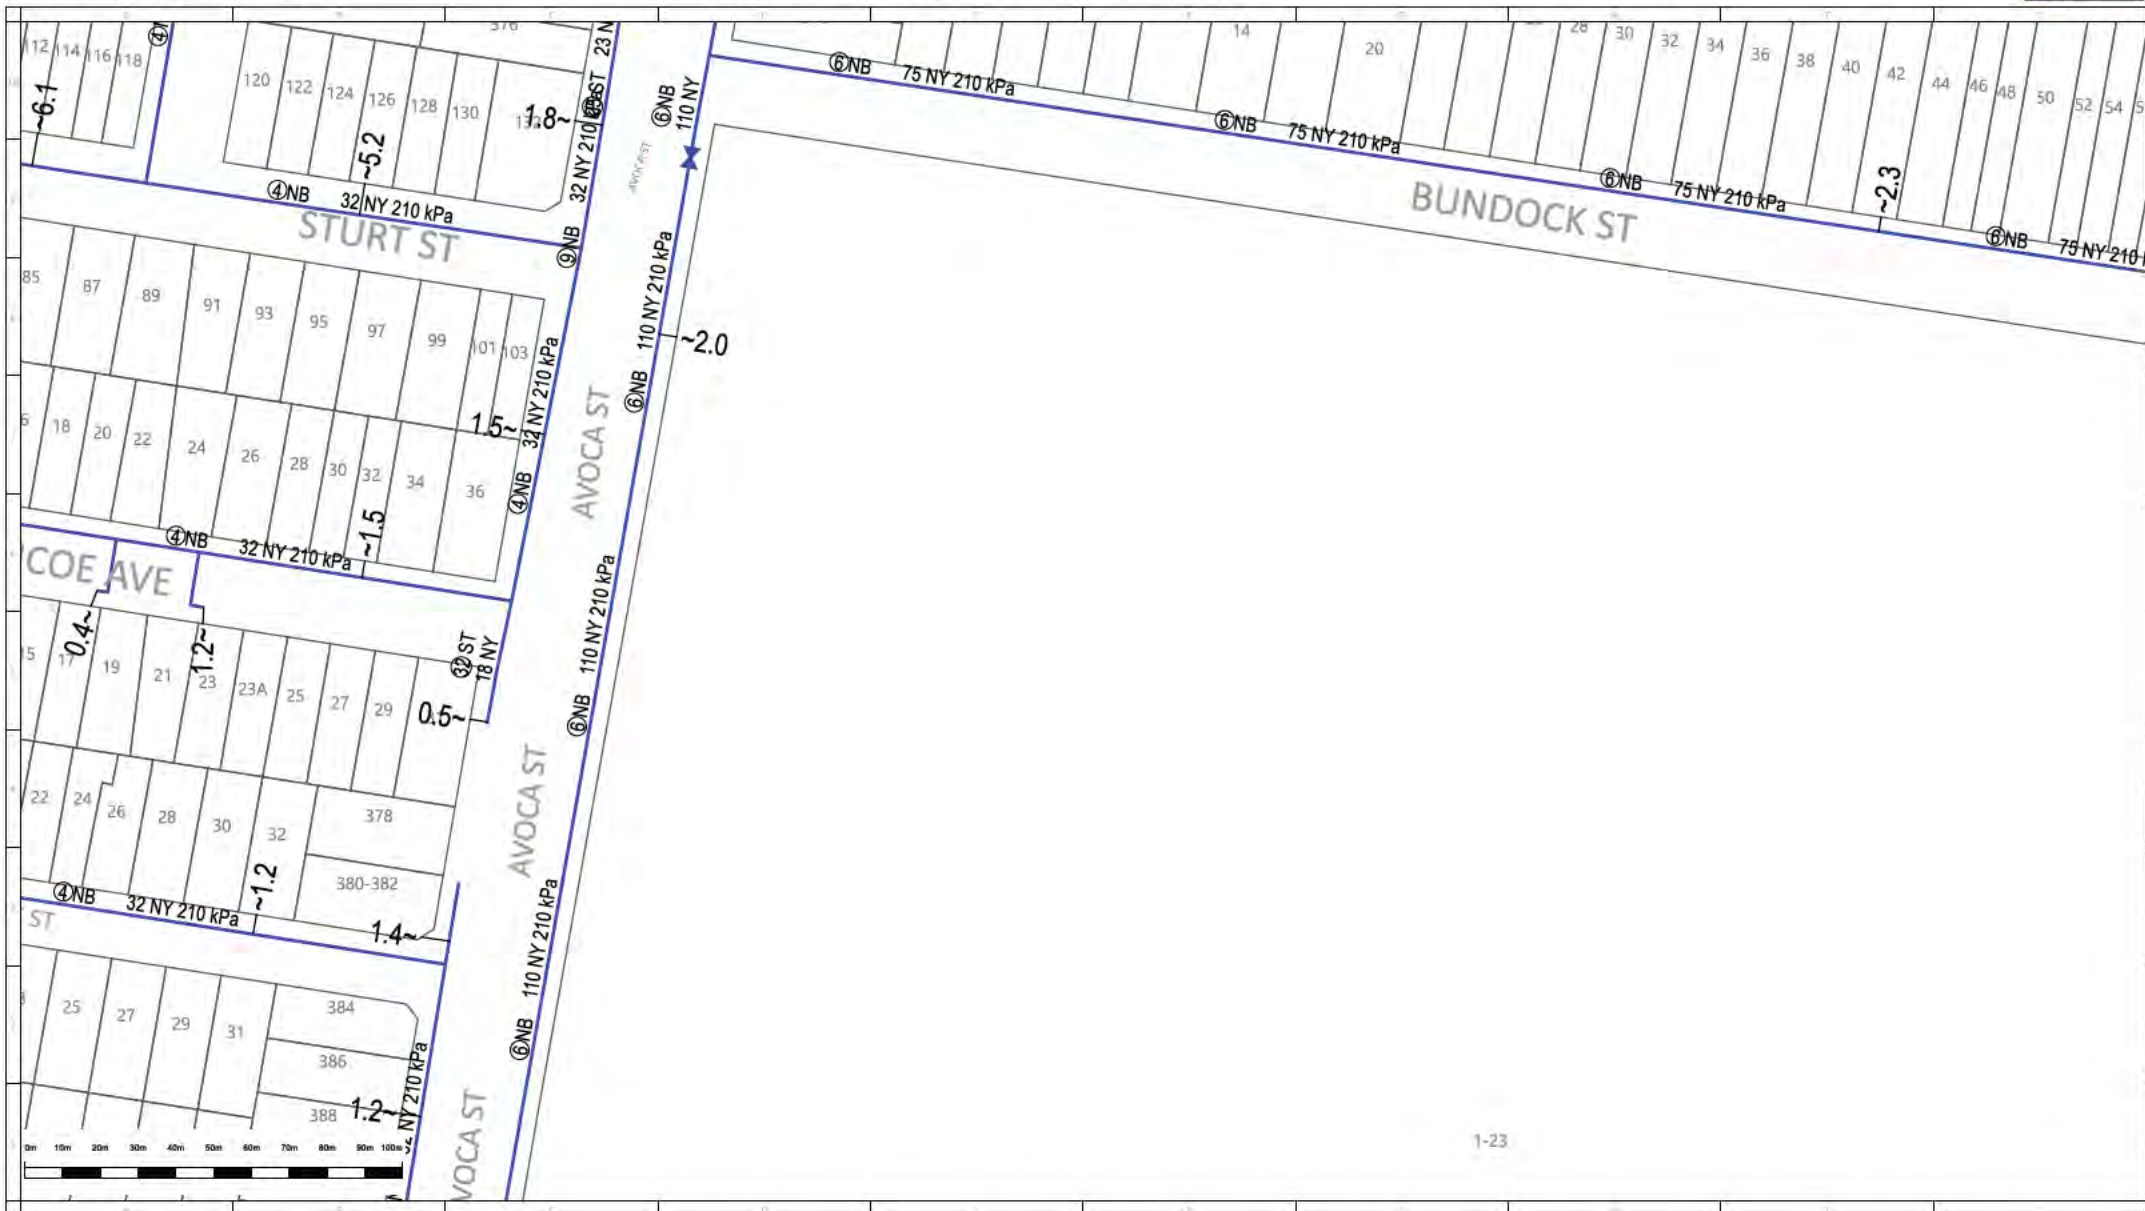 376
23 N
14
20
28
30
32
34
36
38
40
42
44
46
48
50
52
54
112
114
116
118
④
~6.1
120
122
124
126
128
130
1.8~
~5.2
32 NY 210 kPa
⑥NB
110 NY
AVOCA ST
⑥NB
75 NY 210 kPa
⑥NB
75 NY 210 kPa
⑥NB
75 NY 210 kPa
~2.3
⑥NB
75 NY 210
BUNDOCK ST
④NB
32 NY 210 kPa
STURT ST
⑨NB
110 NY 210 kPa
~2.0
⑥NB
85
87
89
91
93
95
97
99
101
103
32 NY 210 kPa
1.5~
④NB
AVOCA ST
18
20
22
24
26
28
30
32
34
36
~1.5
④NB
32 NY 210 kPa
COE AVE
0.4~
1.2~
110 NY 210 kPa
32 ST
18 NY
15
17
19
21
23
23A
25
27
29
0.5~
⑥NB
AVOCA ST
22
24
26
28
30
32
378
380-382
~1.2
④NB
32 NY 210 kPa
1.4~
ST
110 NY 210 kPa
⑥NB
25
27
29
31
384
386
388
1.2~
32 NY 210 kPa
VOCA ST
1-23
0m 10m 20m 30m 40m 50m 60m 70m 80m 90m 100m